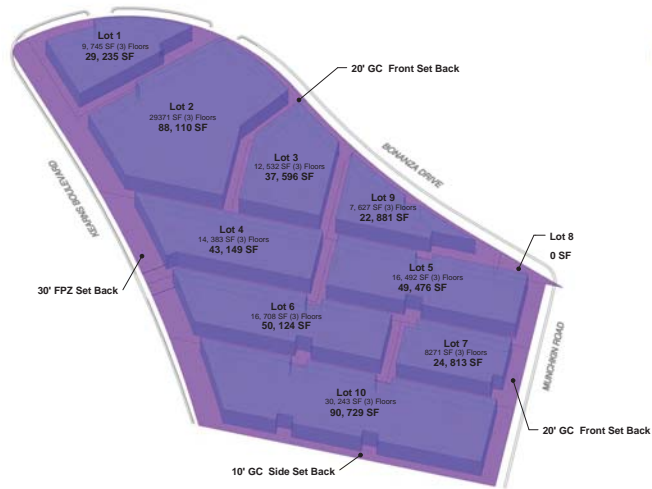 Lot 1
9, 745 SF (3) Floors
29, 235 SF
20' GC Front Set Back
Lot 2
29371 SF (3) Floors
88, 110 SF
Lot 3
12, 532 SF (3) Floors
37, 596 SF
BONANZA DRIVE
KEARNS BOULEVARD
Lot 9
7, 627 SF (3) Floors
22, 881 SF
Lot 4
14, 383 SF (3) Floors
43, 149 SF
Lot 8
0 SF
Lot 5
16, 492 SF (3) Floors
49, 476 SF
30' FPZ Set Back
Lot 6
16, 708 SF (3) Floors
50, 124 SF
Lot 7
8271 SF (3) Floors
24, 813 SF
MUNCHKIN ROAD
Lot 10
30, 243 SF (3) Floors
90, 729 SF
20' GC Front Set Back
10' GC Side Set Back